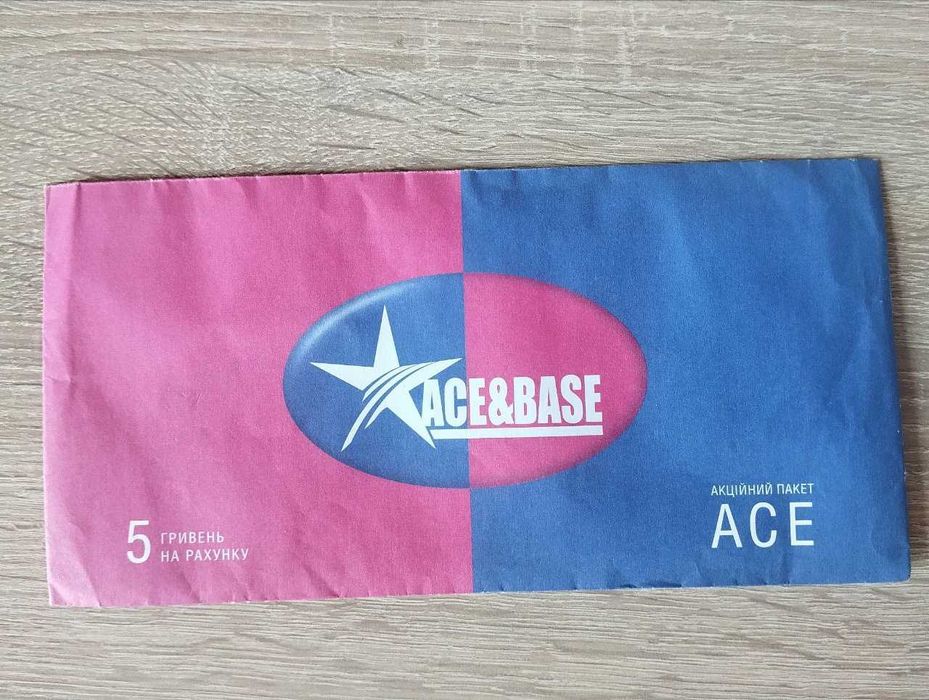 ACE&BASE
5 ГРИВЕНЬ
НА РАХУНКУ
АКЦІЙНИЙ ПАКЕТ
ACE